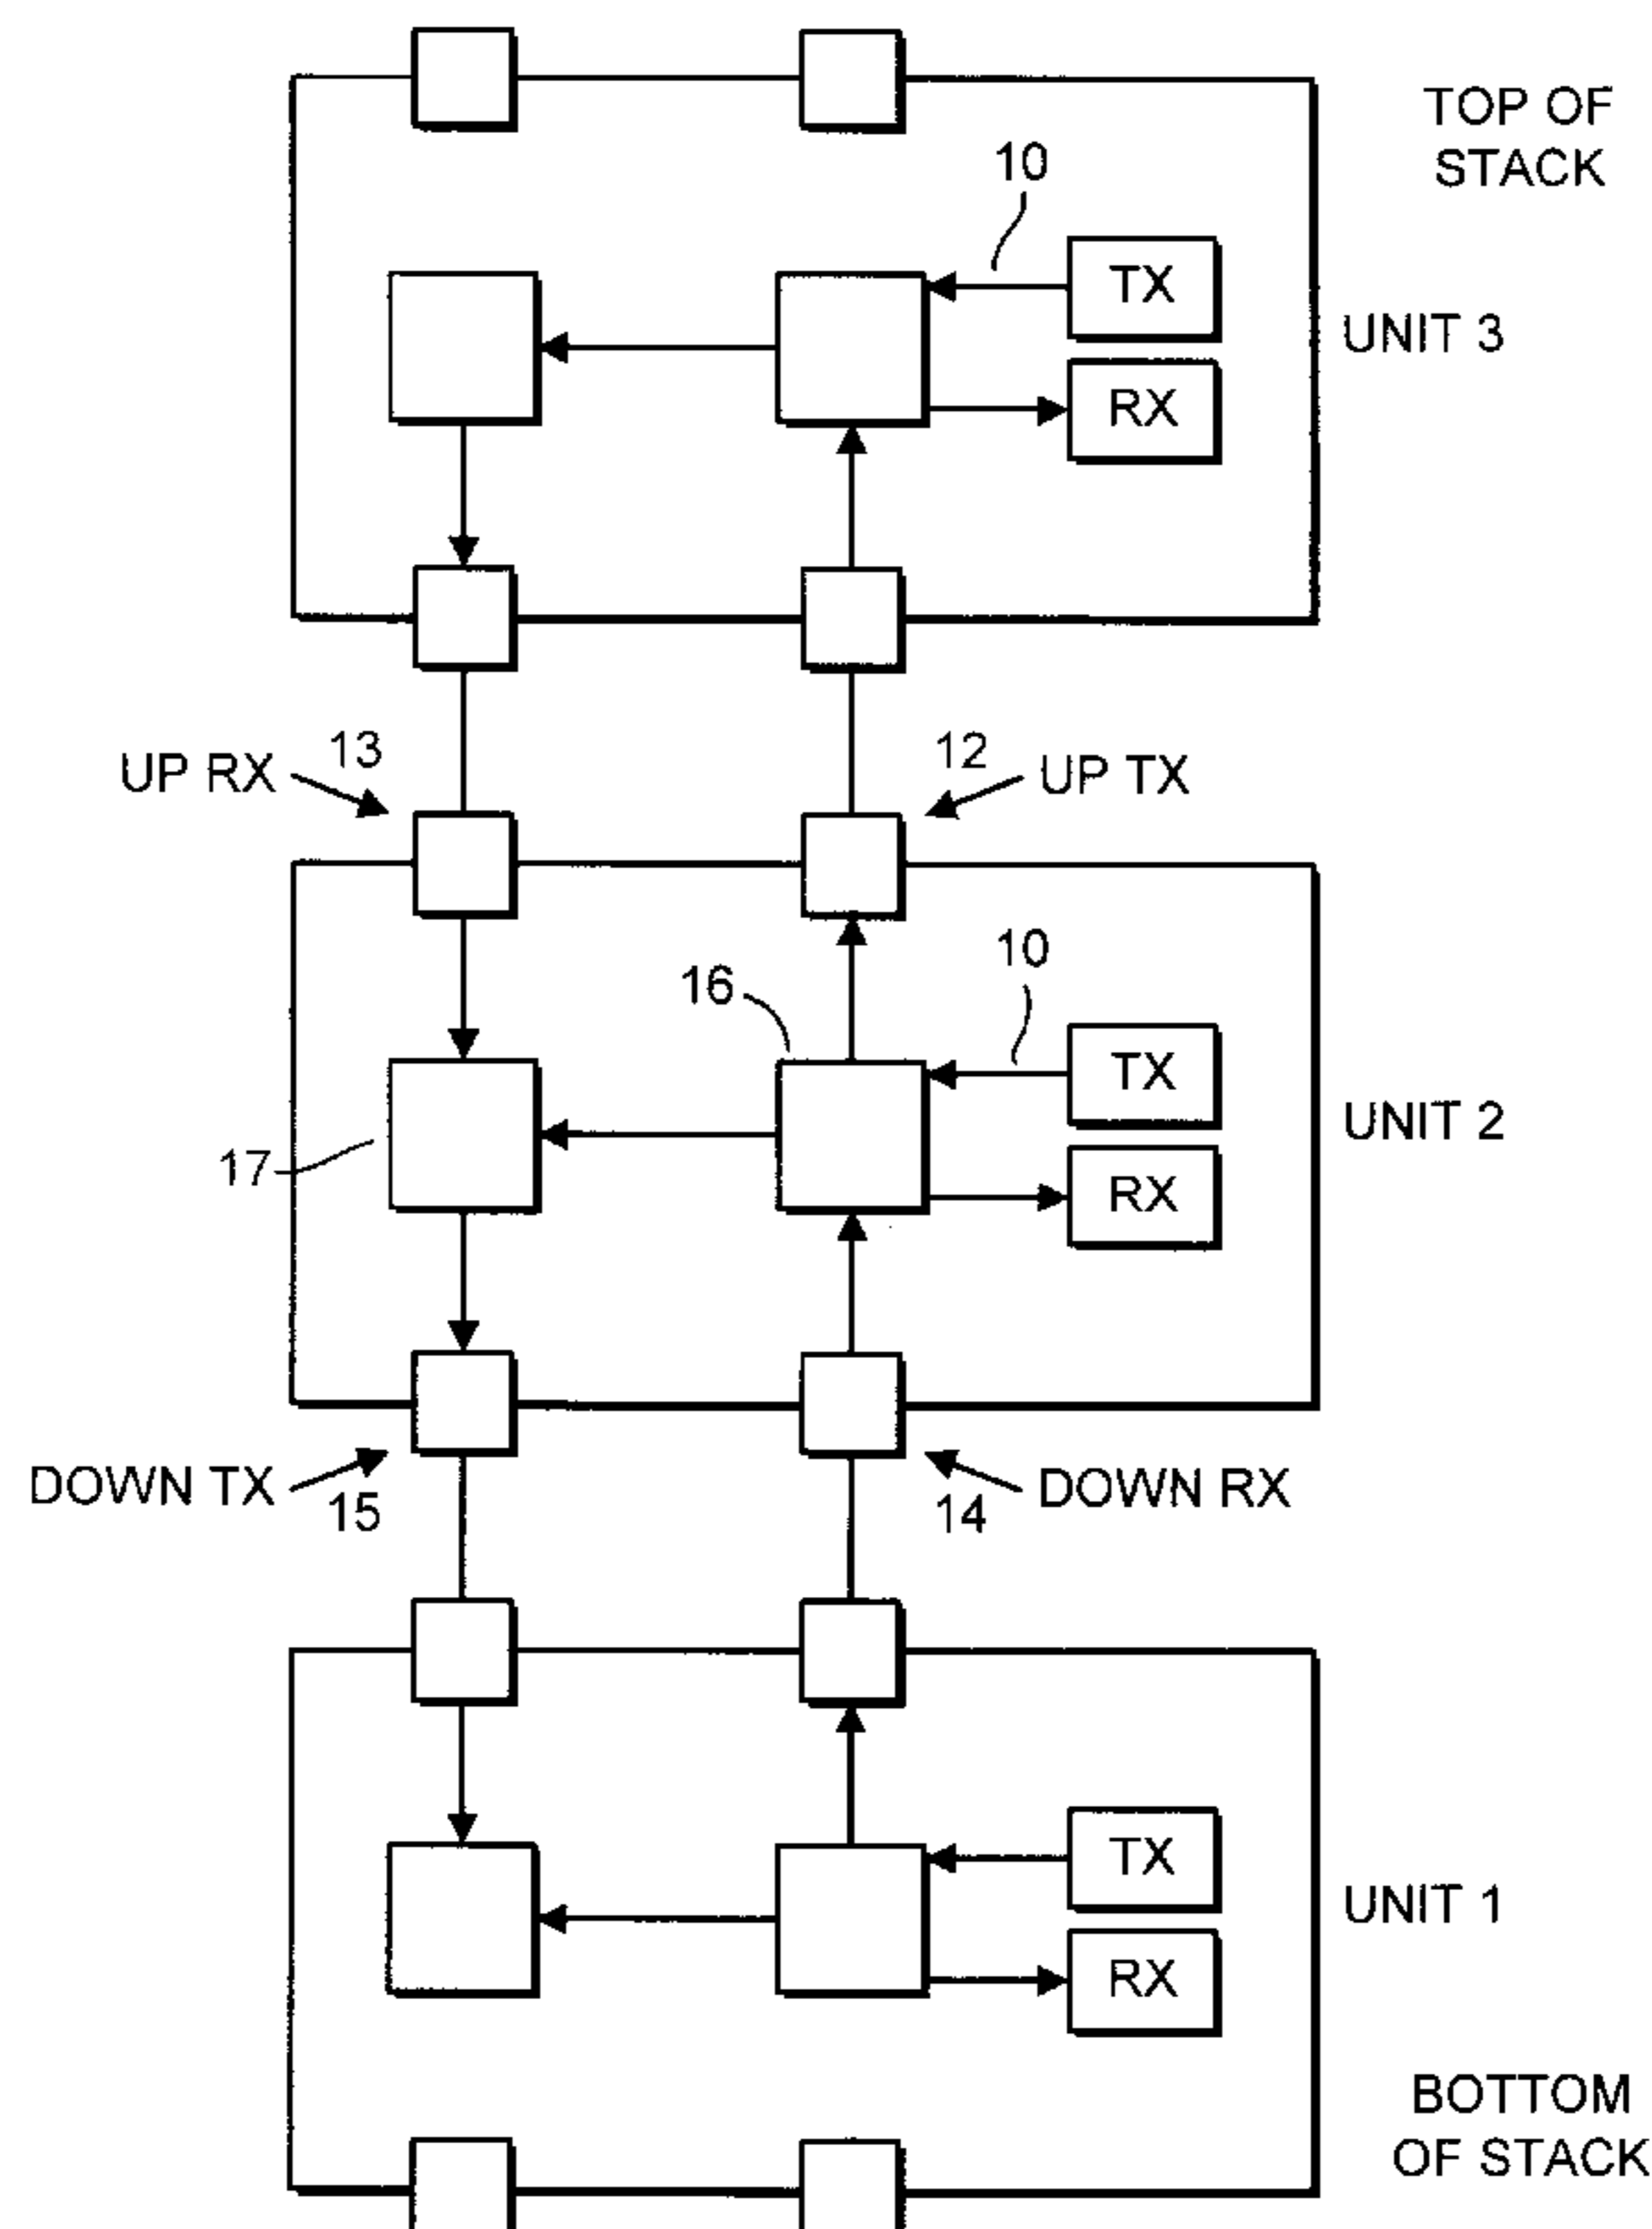 TOP OF
STACK
10
TX
UNIT 3
RX
13
12
UP RX
UP TX
10
16
TX
UNIT 2
17
RX
DOWN TX
DOWN RX
15
14
TX
UNIT 1
RX
BOTTOM
OF STACK